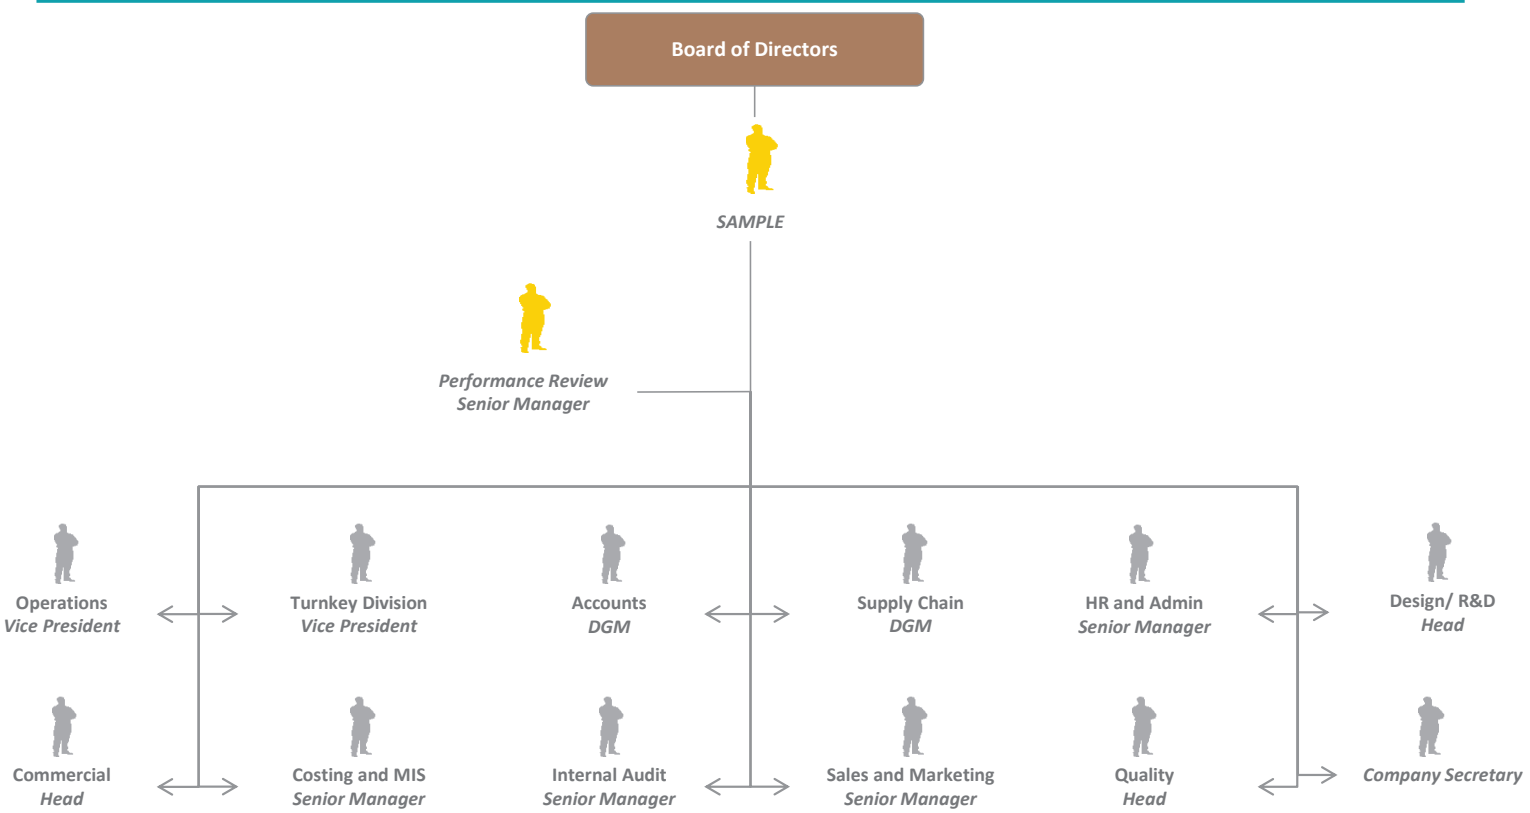 Board of Directors
SAMPLE
Performance Review
Senior Manager
Operations
Vice President
Turnkey Division
Vice President
Accounts
DGM
Supply Chain
DGM
HR and Admin
Senior Manager
Design/ R&D
Head
Commercial
Head
Costing and MIS
Senior Manager
Internal Audit
Senior Manager
Sales and Marketing
Senior Manager
Quality
Head
Company Secretary